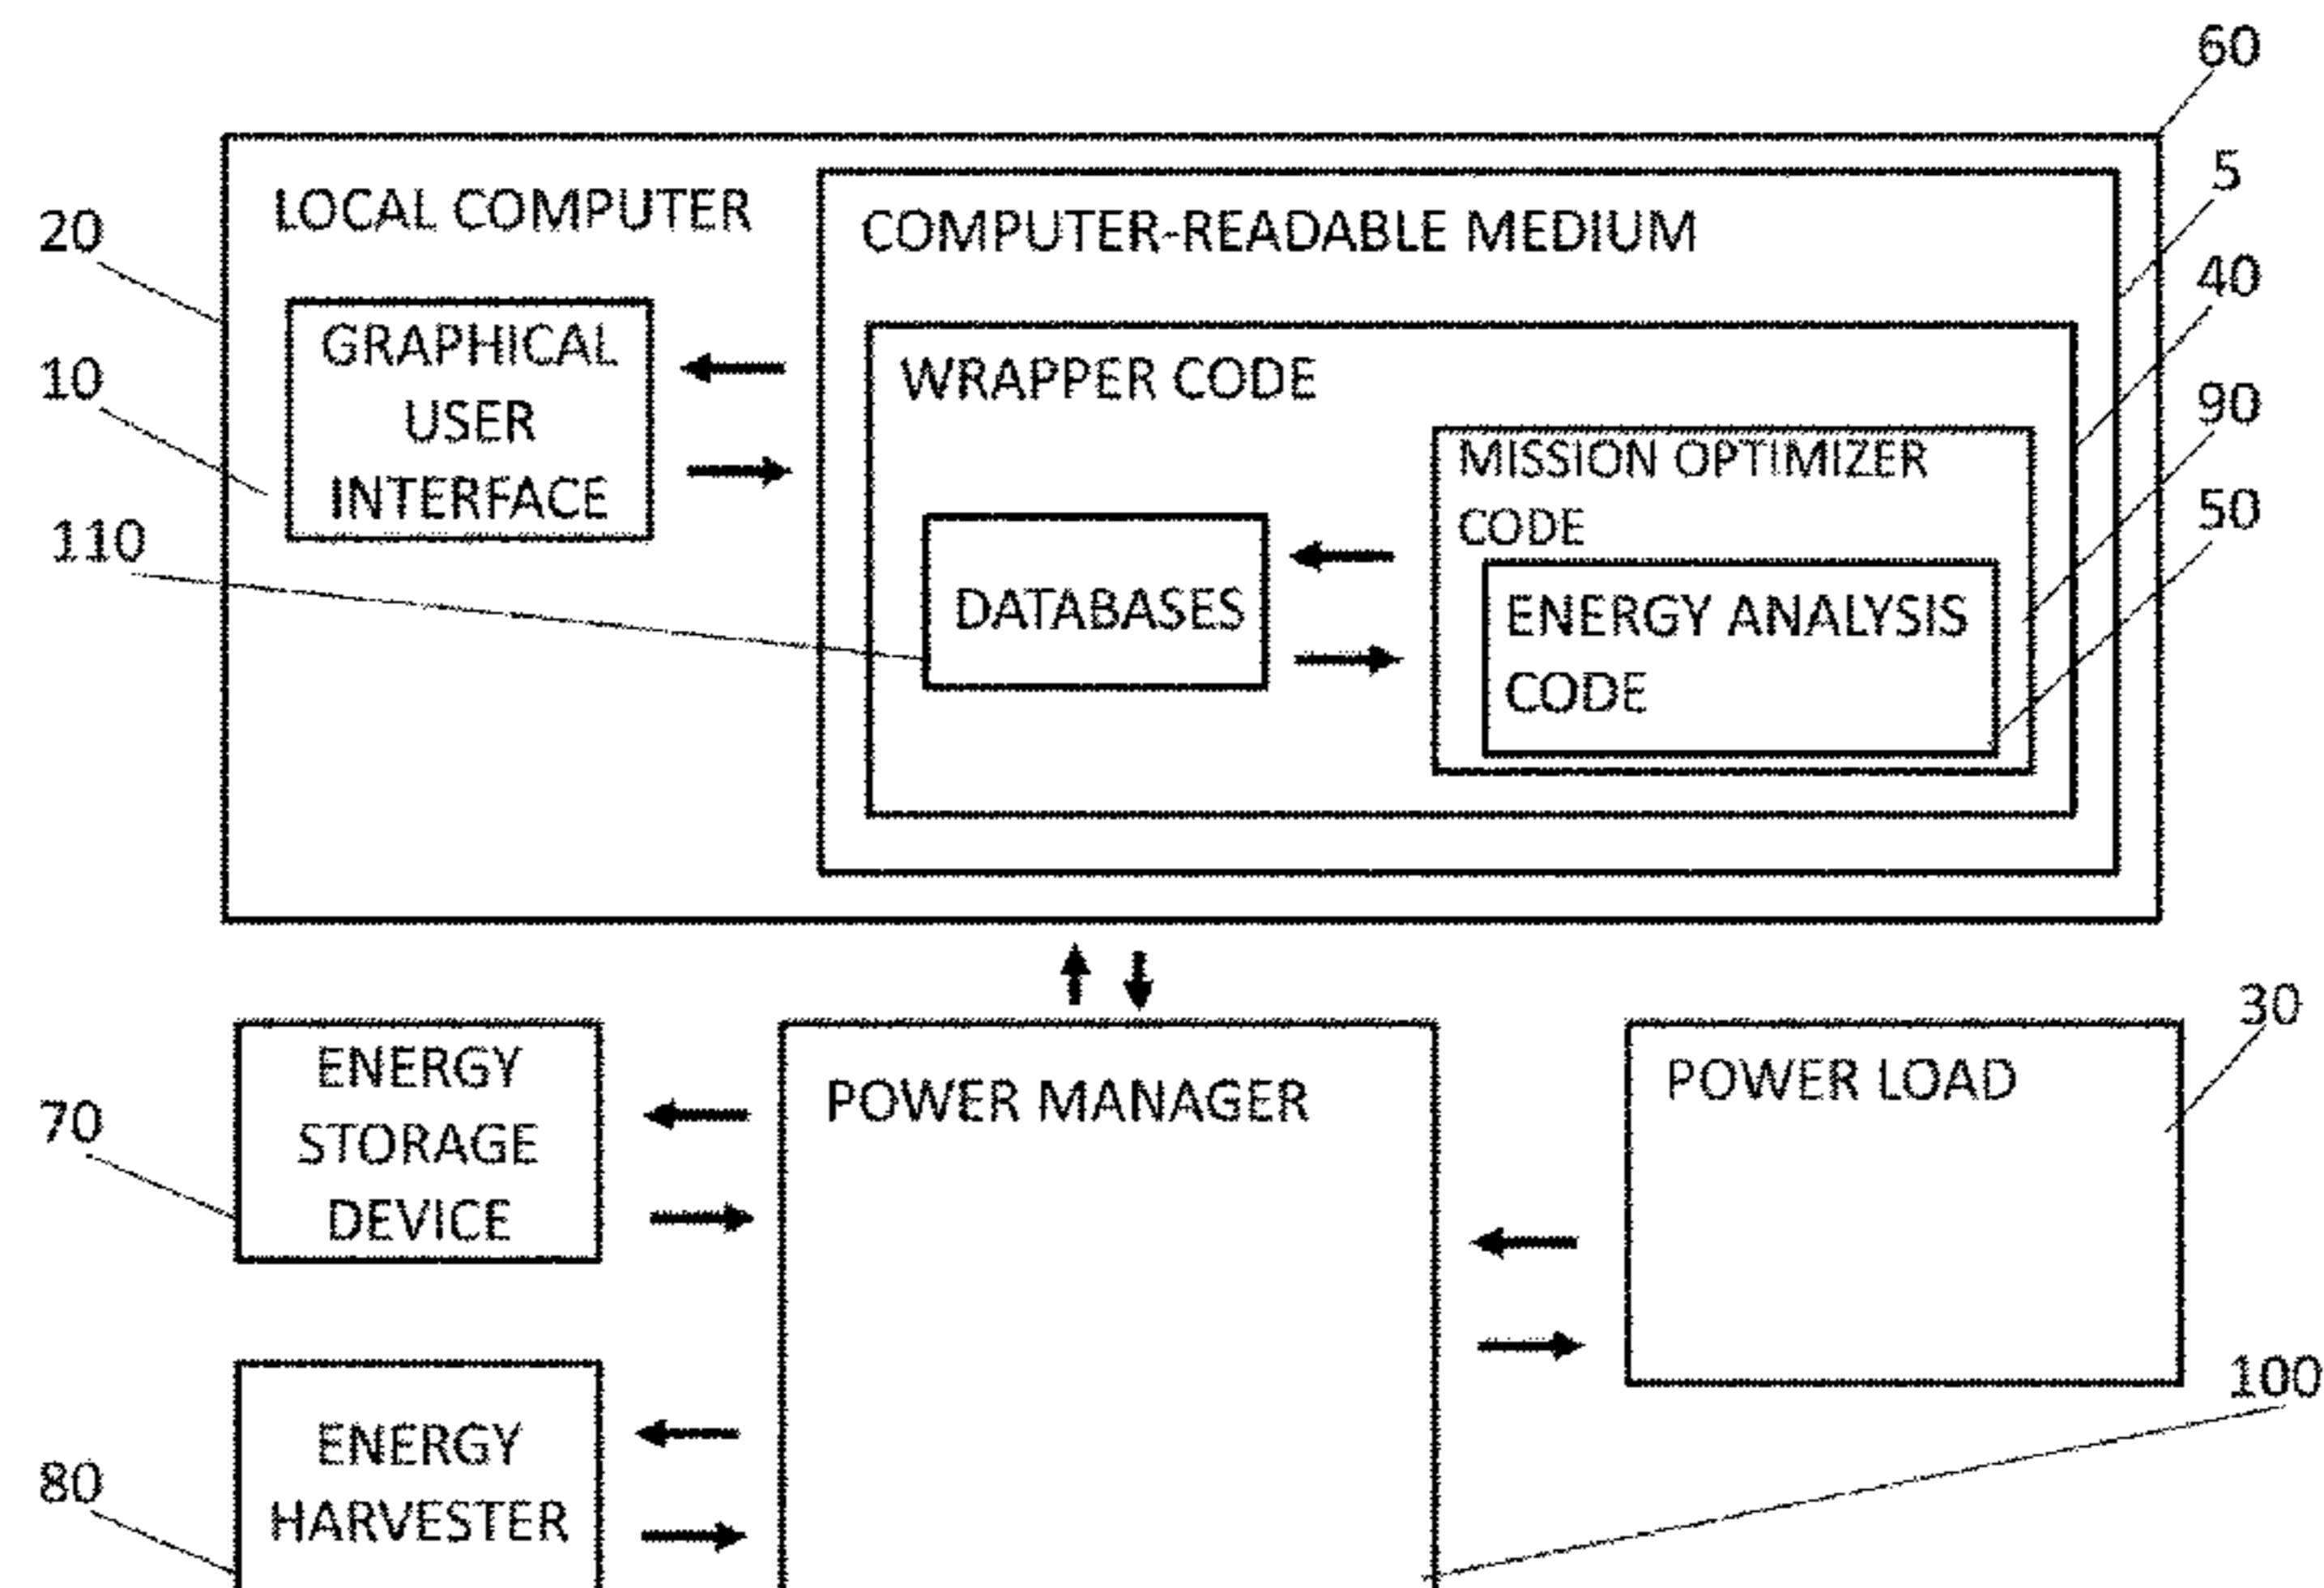 60
5
20
LOCAL COMPUTER
COMPUTER-READABLE MEDIUM
40
GRAPHICAL
USER
INTERFACE
10
WRAPPER CODE
90
MISSION OPTIMIZER
CODE
50
110
DATABASES
ENERGY ANALYSIS
CODE
30
ENERGY
STORAGE
DEVICE
70
POWER MANAGER
POWER LOAD
100
ENERGY
HARVESTER
80